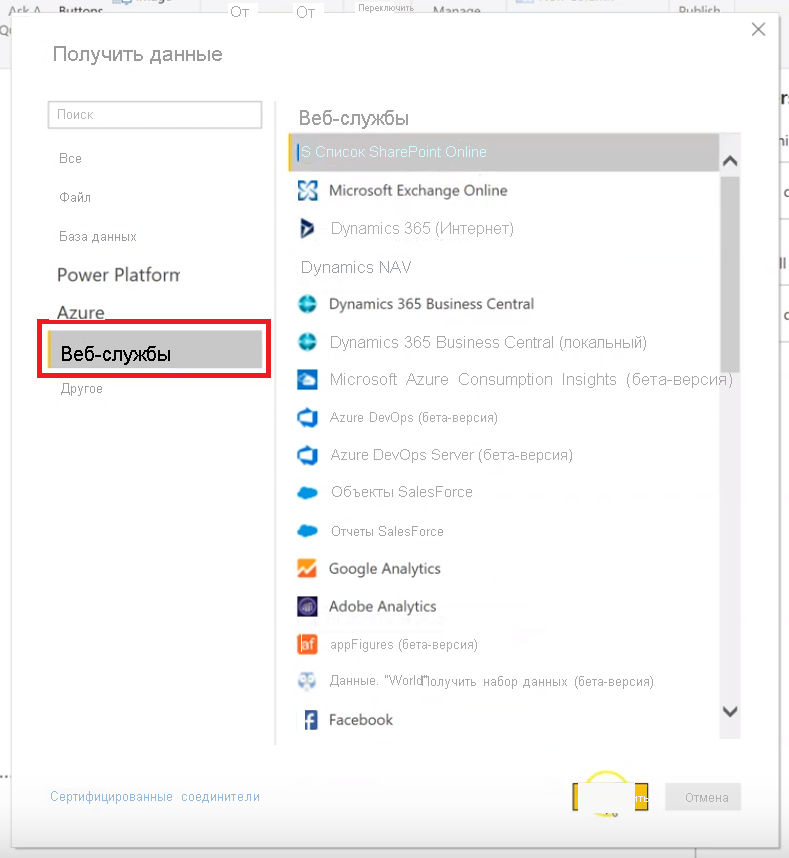 Buttons
От
От
Переключить
Manage
Publish
Получить данные
Поиск
Все
Файл
База данных
Power Platform
Azure
Веб-службы
Другое
Веб-службы
S Список SharePoint Online
Microsoft Exchange Online
Dynamics 365 (Интернет)
Dynamics NAV
Dynamics 365 Business Central
Dynamics 365 Business Central (локальный)
Microsoft Azure Consumption Insights (бета-версия)
Azure DevOps (бета-версия)
Azure DevOps Server (бета-версия)
Объекты SalesForce
Отчеты SalesForce
Google Analytics
Adobe Analytics
appFigures (бета-версия)
Данные. "World" Получить набор данных (бета-версия)
Facebook
Сертифицированные соединители
Отмена